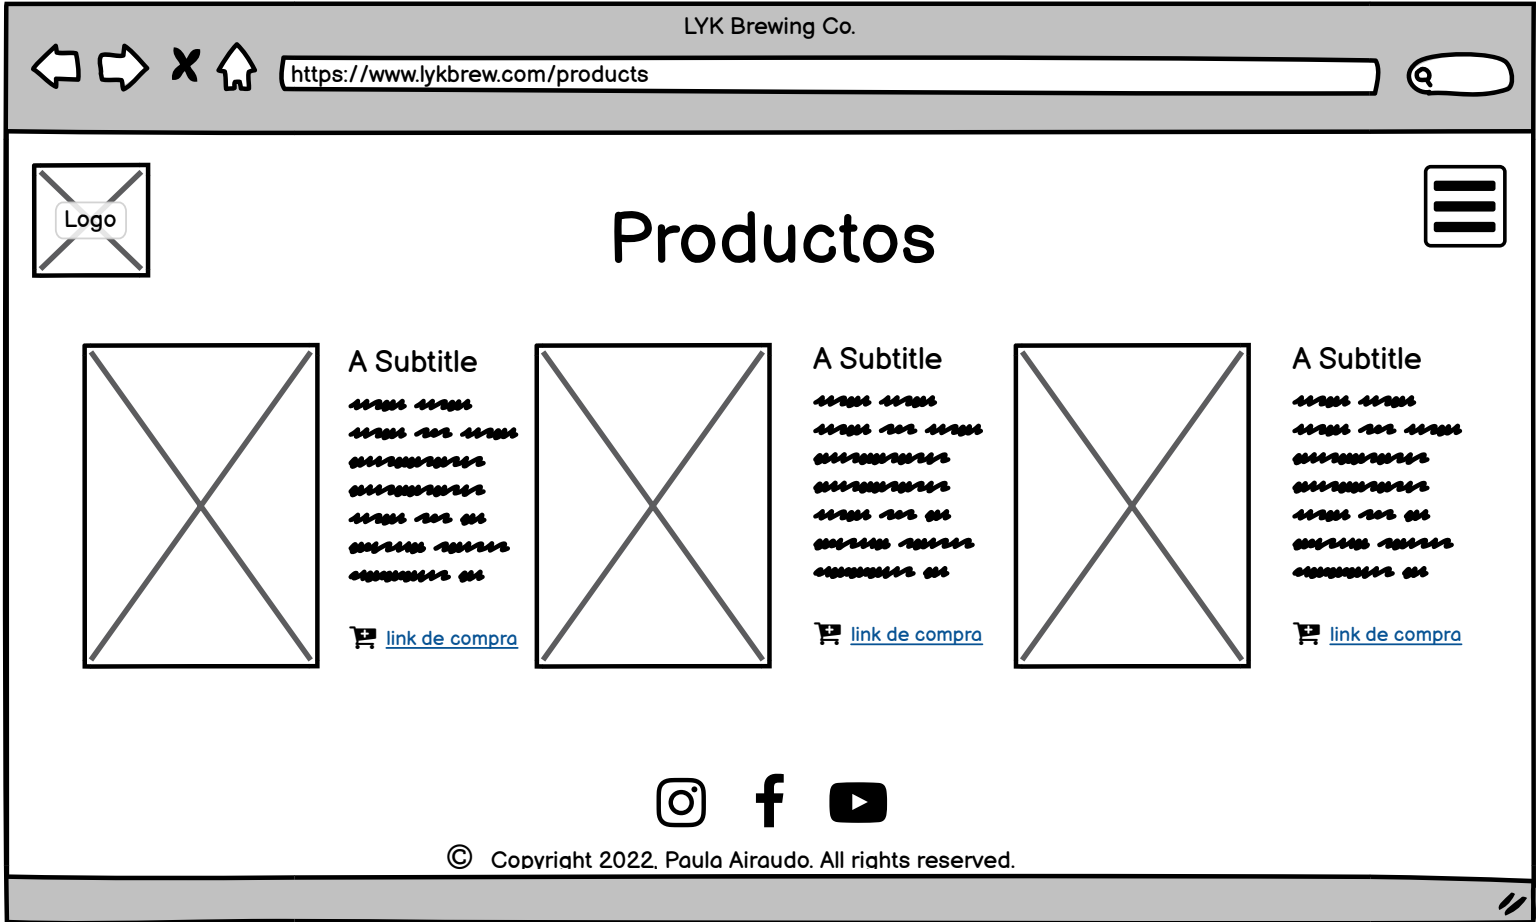 LYK Brewing Co.
https://www.lykbrew.com/products
Logo
Productos
A Subtitle
link de compra
A Subtitle
link de compra
A Subtitle
link de compra
© Copyright 2022, Paula Airaudo. All rights reserved.